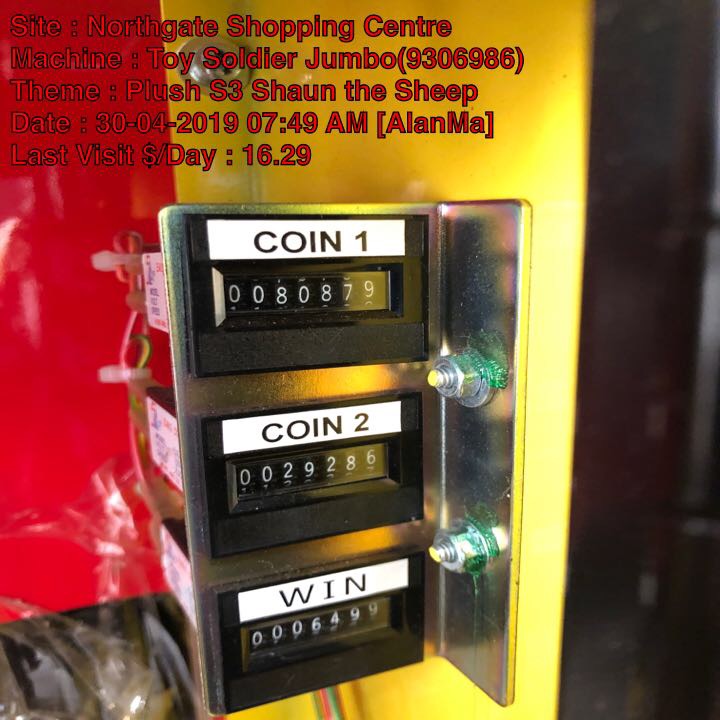 Site : Northgate Shopping Centre
Machine : Toy Soldier Jumbo(9306986)
Theme : Plush S3 Shaun the Sheep
Date : 30-04-2019 07:49 AM [AlanMa]
Last Visit $/Day : 16.29
COIN 1
0080879
COIN 2
0029286
WIN
0006499